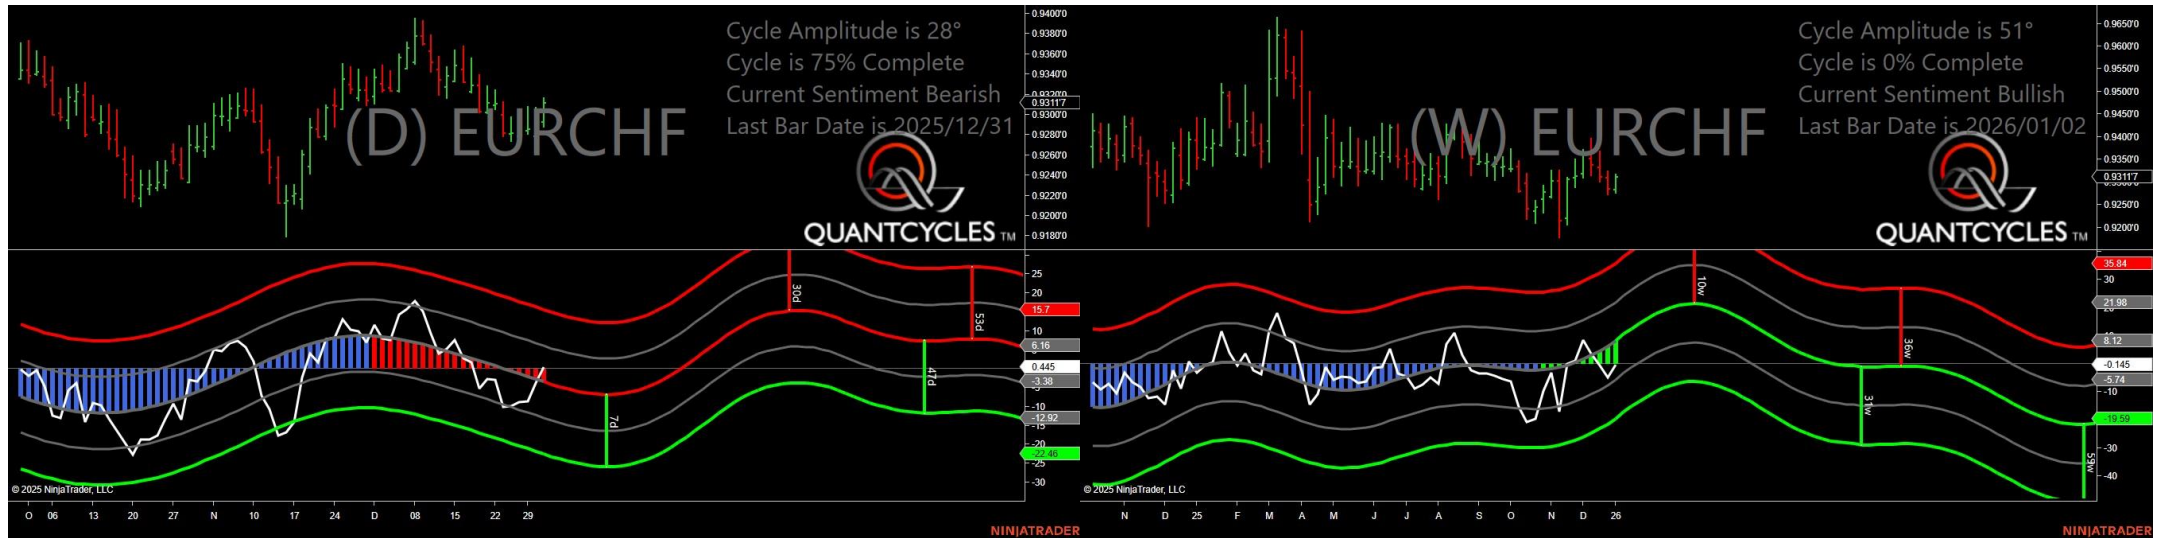 Cycle Amplitude is 28°
Cycle is 75% Complete
Current Sentiment Bearish
Last Bar Date is 2025/12/31
(D) EURCHF
QUANTCYCLES TM
0.9400'0
0.9380'0
0.9360'0
0.9340'0
0.9311'7
0.9300'0
0.9280'0
0.9260'0
0.9240'0
0.9220'0
0.9200'0
0.9180'0
25
20
15.7
10
6.16
0.445
-3.38
-10
-12.92
-15
-20
-22.46
-25
-30
7d
30d
47d
53d
© 2025 NinjaTrader, LLC
O 06 13 20 27 N 10 17 24 D 08 15 22 29
NINJATRADER
Cycle Amplitude is 51°
Cycle is 0% Complete
Current Sentiment Bullish
Last Bar Date is 2026/01/02
(W) EURCHF
QUANTCYCLES TM
0.9650'0
0.9600'0
0.9550'0
0.9500'0
0.9450'0
0.9400'0
0.9350'0
0.9311'7
0.9250'0
0.9200'0
35.84
30
21.98
20
8.12
-0.145
-5.74
-10
-19.59
-30
-40
10w
31w
36w
59w
© 2025 NinjaTrader, LLC
N D 25 F M A M J J A S O N D 26
NINJATRADER